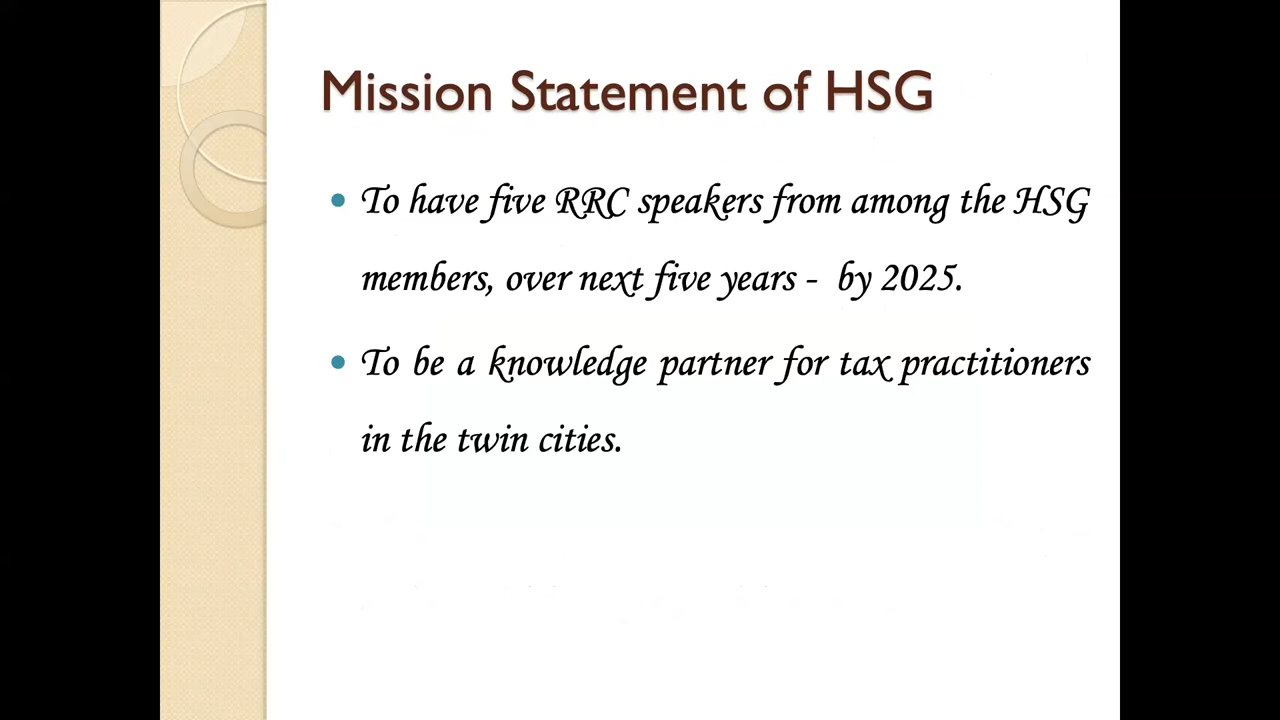 Mission Statement of HSG
• To have five RRC speakers from among the HSG
members, over next five years - by 2025.
• To be a knowledge partner for tax practitioners
in the twin cities.